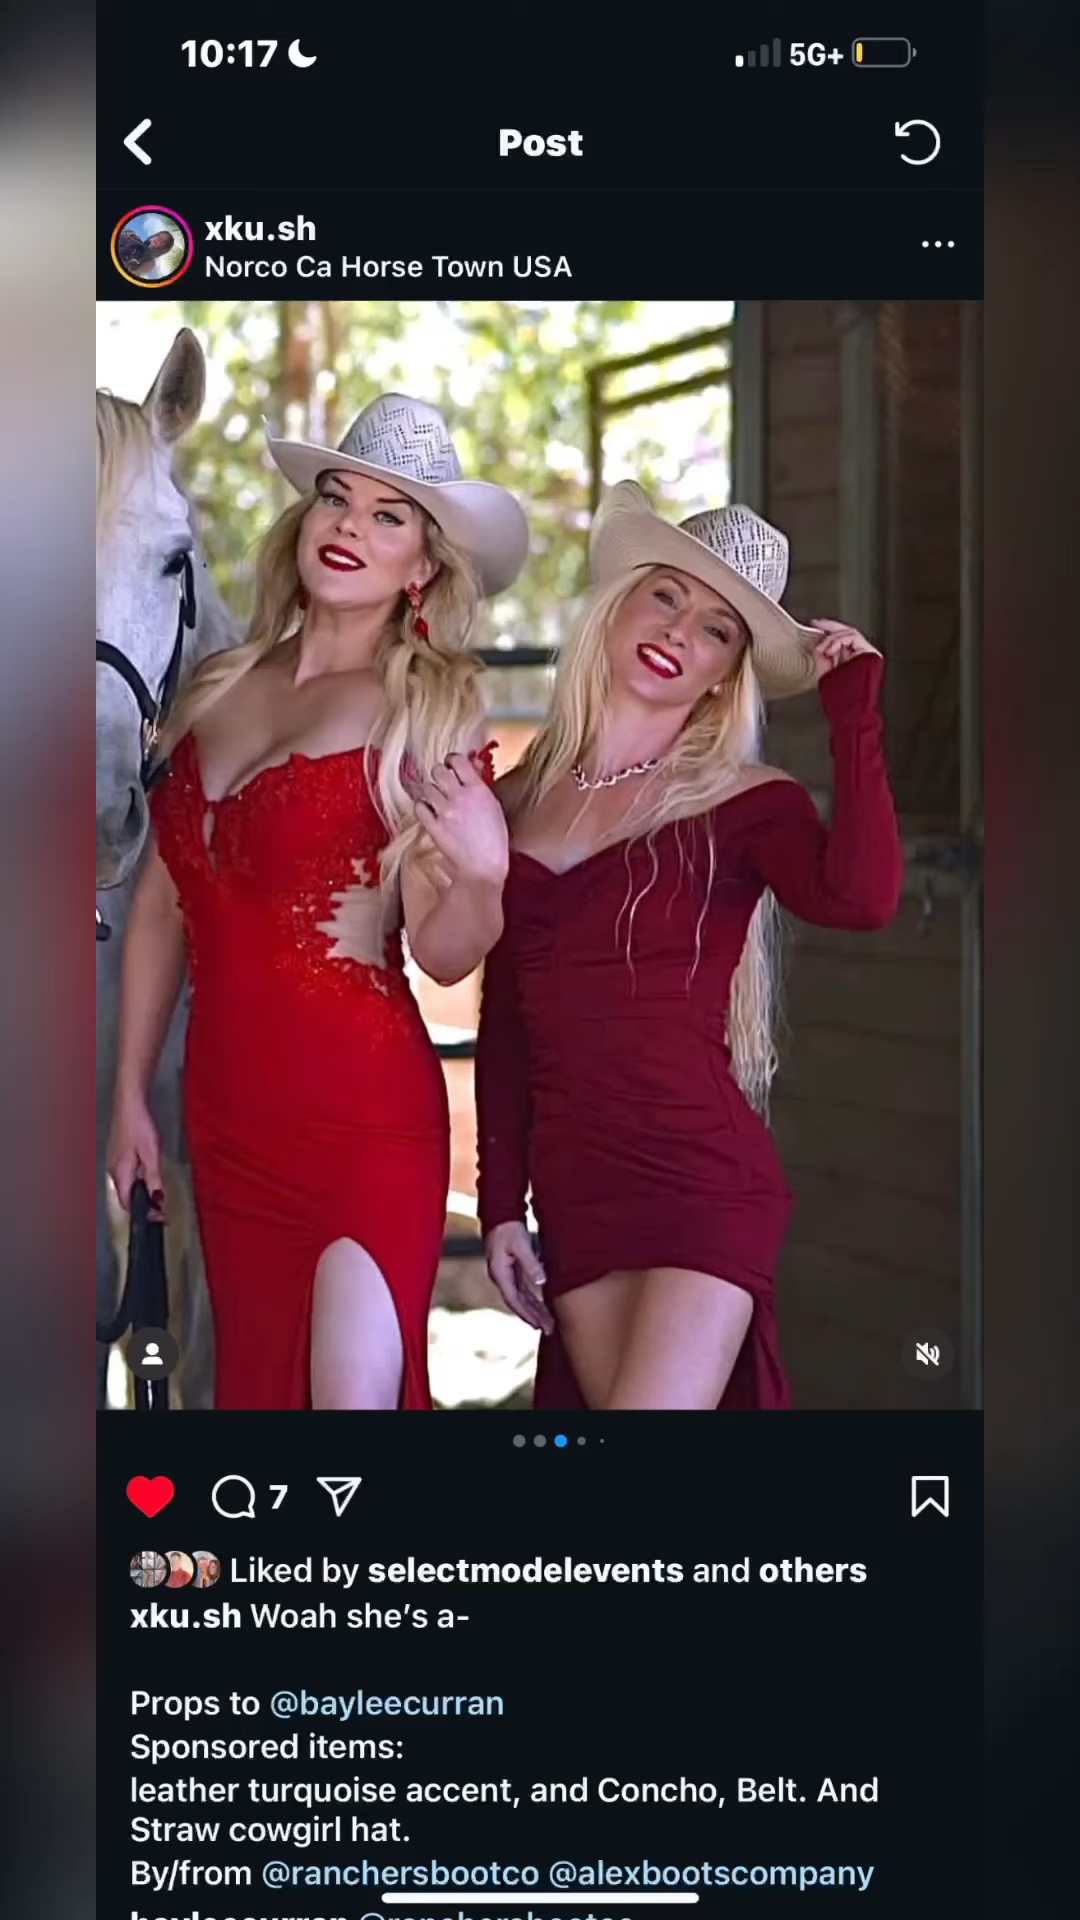 10:17
5G+
Post
xku.sh
Norco Ca Horse Town USA
7
Liked by selectmodelevents and others
xku.sh Woah she’s a-
Props to @bayleecurran
Sponsored items:
leather turquoise accent, and Concho, Belt. And
Straw cowgirl hat.
By/from @ranchersbootco @alexbootscompany
bayleecurran @ranchersbootco